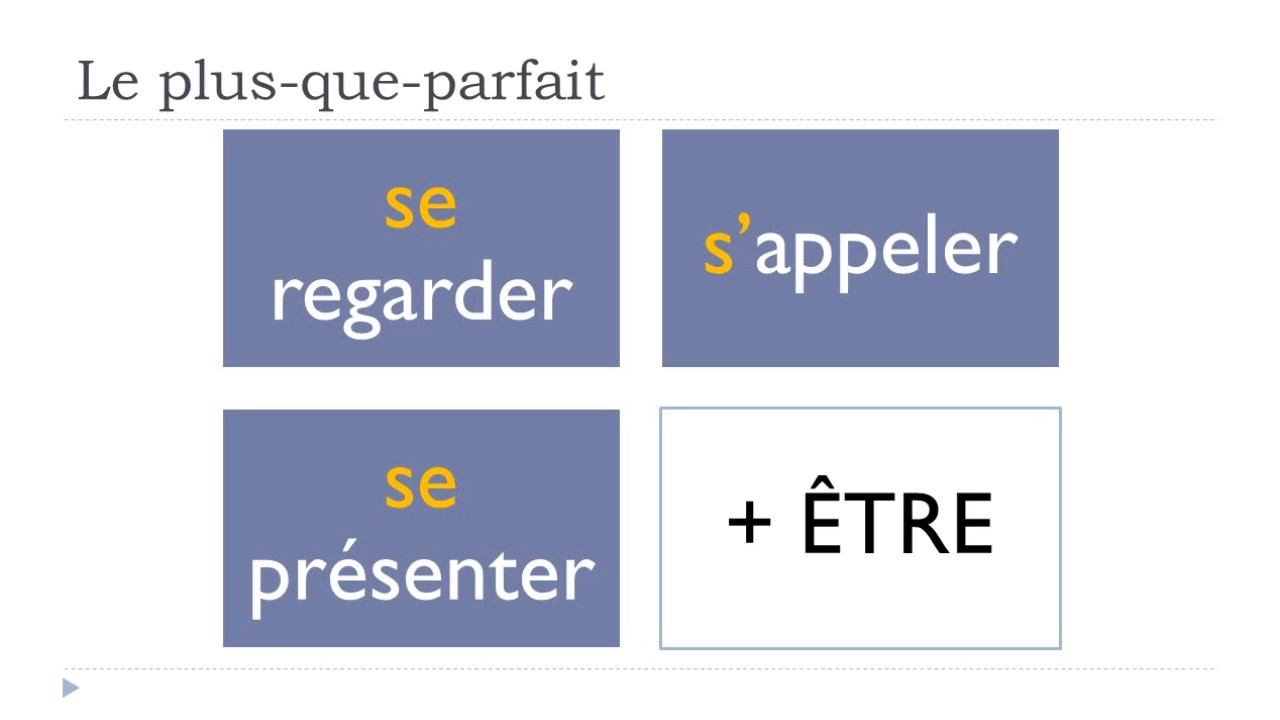 Le plus-que-parfait
se
regarder
s’appeler
se
présenter
+ ÊTRE